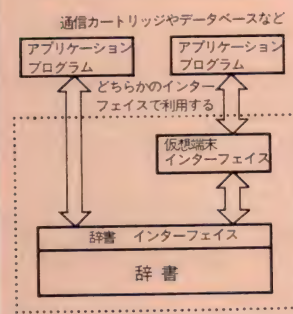 通信カートリッジやデータベースなど
アプリケーション
プログラム
アプリケーション
プログラム
どちらかのインター
フェイスで利用する
仮想端末
インターフェイス
辞書 インターフェイス
辞書